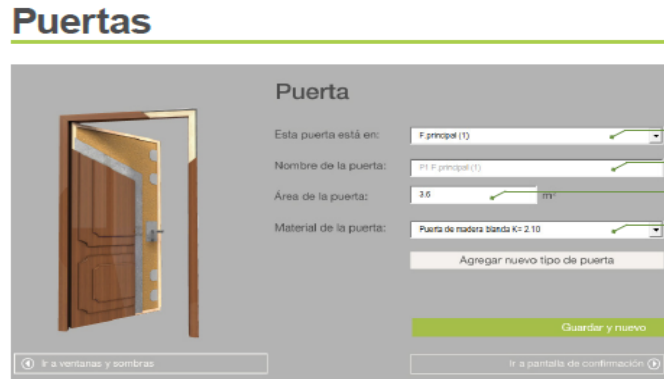 Puertas
Puerta
Esta puerta está en: F.principal (1)
Nombre de la puerta: P1 F.principal (1)
Área de la puerta: 3.6 m²
Material de la puerta: Puerta de madera blanda K= 2.10
Agregar nuevo tipo de puerta
Guardar y nuevo
Ir a ventanas y sombras
Ir a pantalla de confirmación